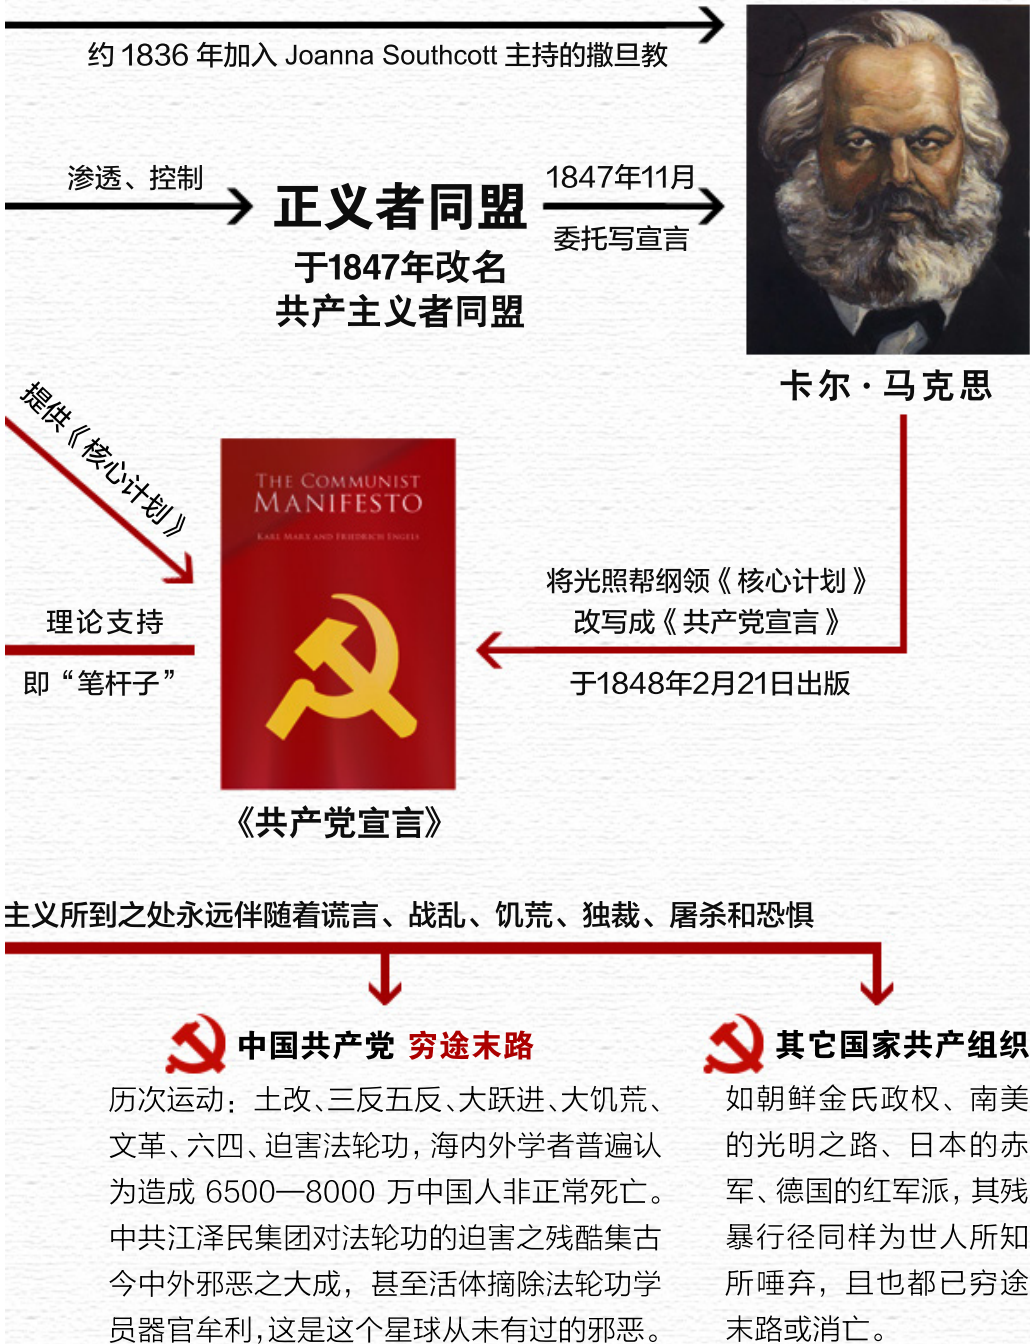 约 1836 年加入 Joanna Southcott 主持的撒旦教
渗透、控制
正义者同盟
于1847年改名
共产主义者同盟
1847年11月
委托写宣言
卡尔·马克思
提供《核心计划》
THE COMMUNIST
MANIFESTO
KARL MARX AND FRIEDRICH ENGELS
将光照帮纲领《核心计划》
改写成《共产党宣言》
于1848年2月21日出版
理论支持
即“笔杆子”
《共产党宣言》
主义所到之处永远伴随着谎言、战乱、饥荒、独裁、屠杀和恐惧
中国共产党 穷途末路
历次运动：土改、三反五反、大跃进、大饥荒、
文革、六四、迫害法轮功，海内外学者普遍认
为造成 6500—8000 万中国人非正常死亡。
中共江泽民集团对法轮功的迫害之残酷集古
今中外邪恶之大成，甚至活体摘除法轮功学
员器官牟利，这是这个星球从未有过的邪恶。
其它国家共产组织
如朝鲜金氏政权、南美
的光明之路、日本的赤
军、德国的红军派，其残
暴行径同样为世人所知
所唾弃，且也都已穷途
末路或消亡。